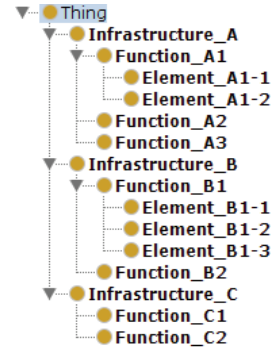 Thing
Infrastructure_A
Function_A1
Element_A1-1
Element_A1-2
Function_A2
Function_A3
Infrastructure_B
Function_B1
Element_B1-1
Element_B1-2
Element_B1-3
Function_B2
Infrastructure_C
Function_C1
Function_C2